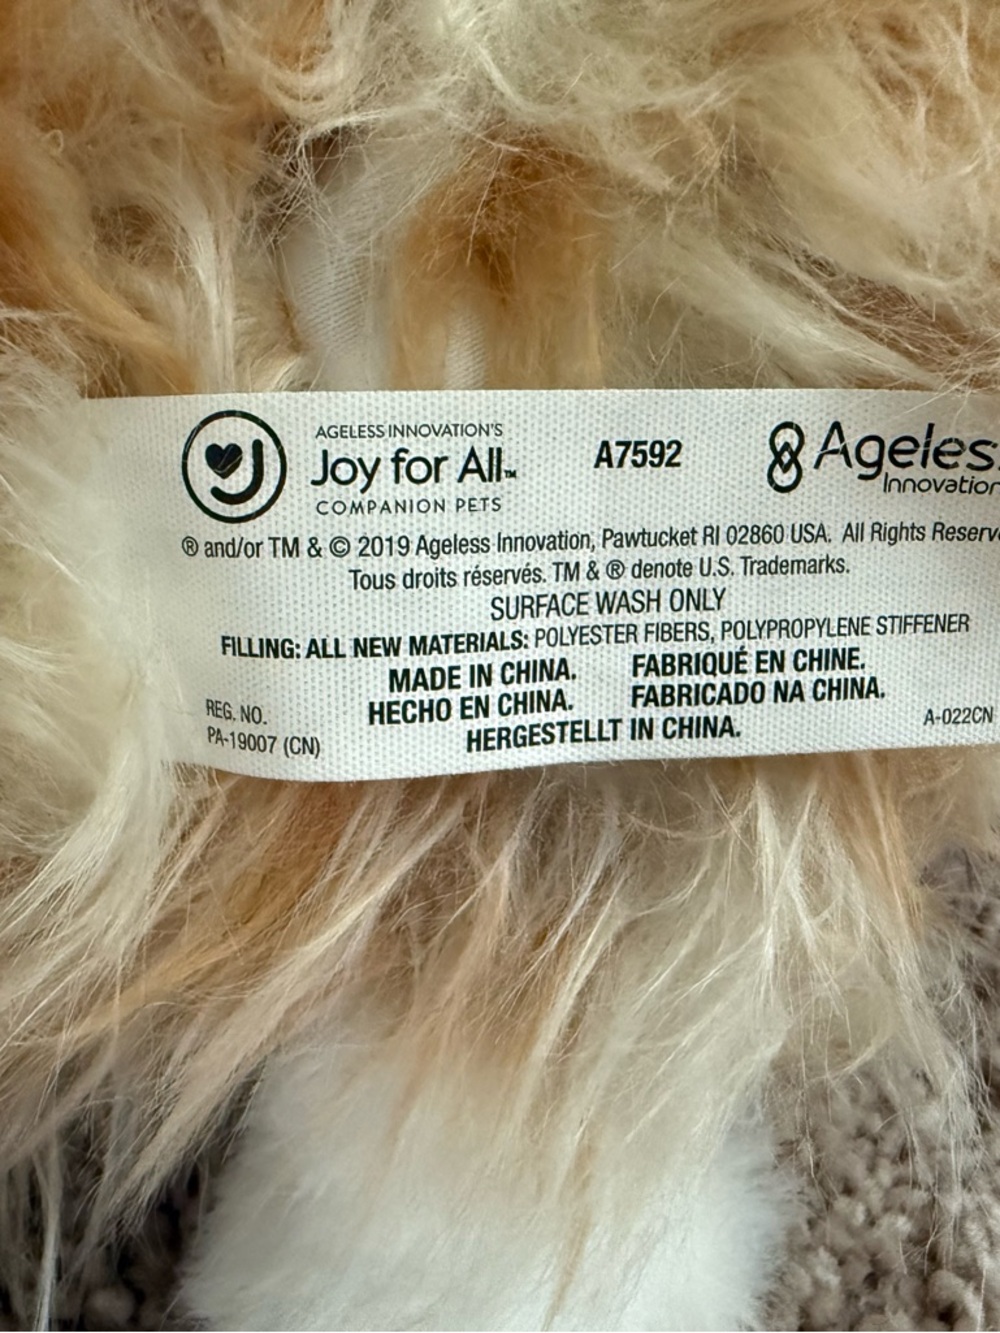 AGELESS INNOVATION'S
Joy for All™
COMPANION PETS
A7592
Ageless
Innovation
® and/or TM & © 2019 Ageless Innovation, Pawtucket RI 02860 USA. All Rights Reserv
Tous droits réservés. TM & ® denote U.S. Trademarks.
SURFACE WASH ONLY
FILLING: ALL NEW MATERIALS: POLYESTER FIBERS, POLYPROPYLENE STIFFENER
MADE IN CHINA. FABRIQUÉ EN CHINE.
HECHO EN CHINA. FABRICADO NA CHINA.
HERGESTELLT IN CHINA.
REG. NO.
PA-19007 (CN)
A-022CN